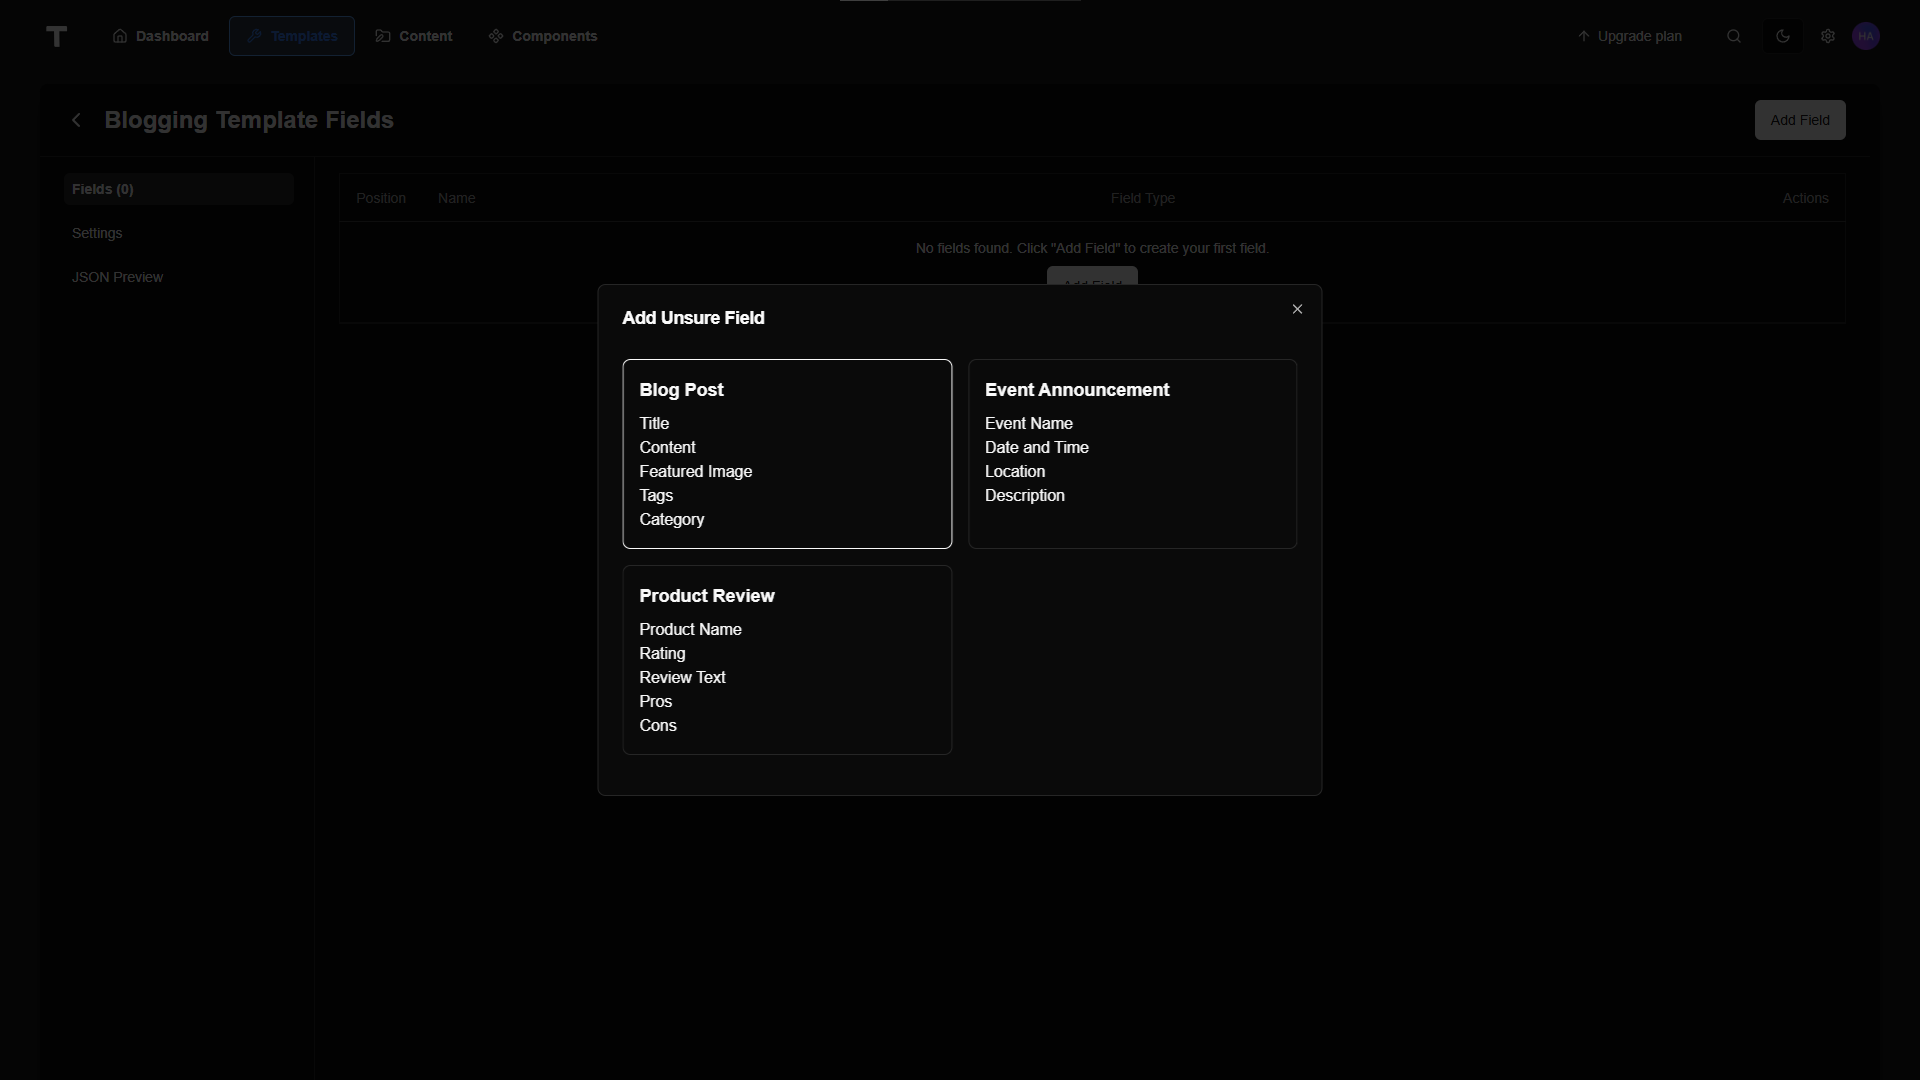 T
Dashboard
Templates
Content
Components
Upgrade plan
HA
Blogging Template Fields
Add Field
Fields (0)
Settings
JSON Preview
Position
Name
Field Type
Actions
No fields found. Click "Add Field" to create your first field.
Add Field
Add Unsure Field
Blog Post
Title
Content
Featured Image
Tags
Category
Event Announcement
Event Name
Date and Time
Location
Description
Product Review
Product Name
Rating
Review Text
Pros
Cons